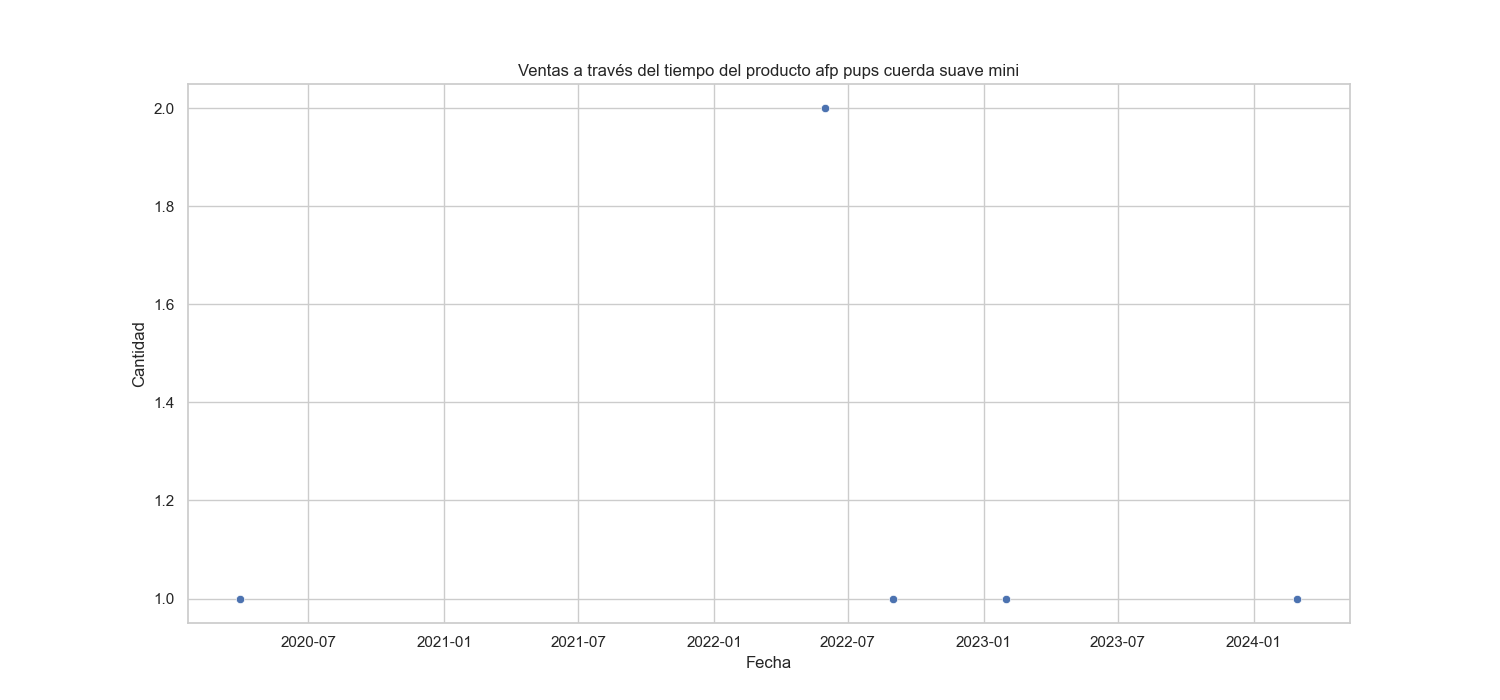 Ventas a través del tiempo del producto afp pups cuerda suave mini
2.0
1.8
1.6
1.4
1.2
1.0
Cantidad
2020-07 2021-01 2021-07 2022-01 2022-07 2023-01 2023-07 2024-01
Fecha